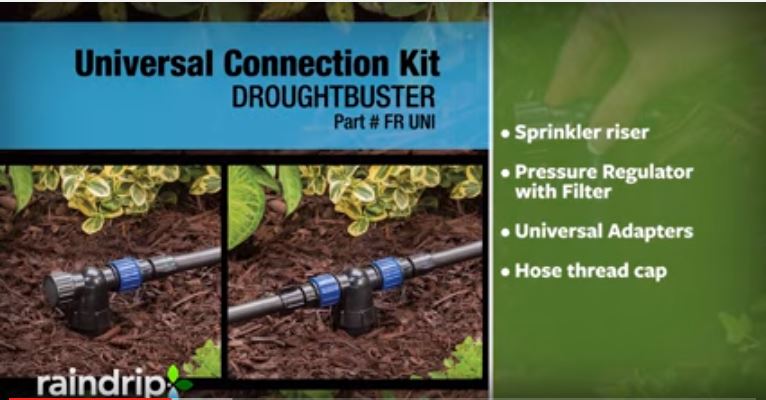 Universal Connection Kit
DROUGHTBUSTER
Part # FR UNI
• Sprinkler riser
• Pressure Regulator
with Filter
• Universal Adapters
• Hose thread cap
raindrip